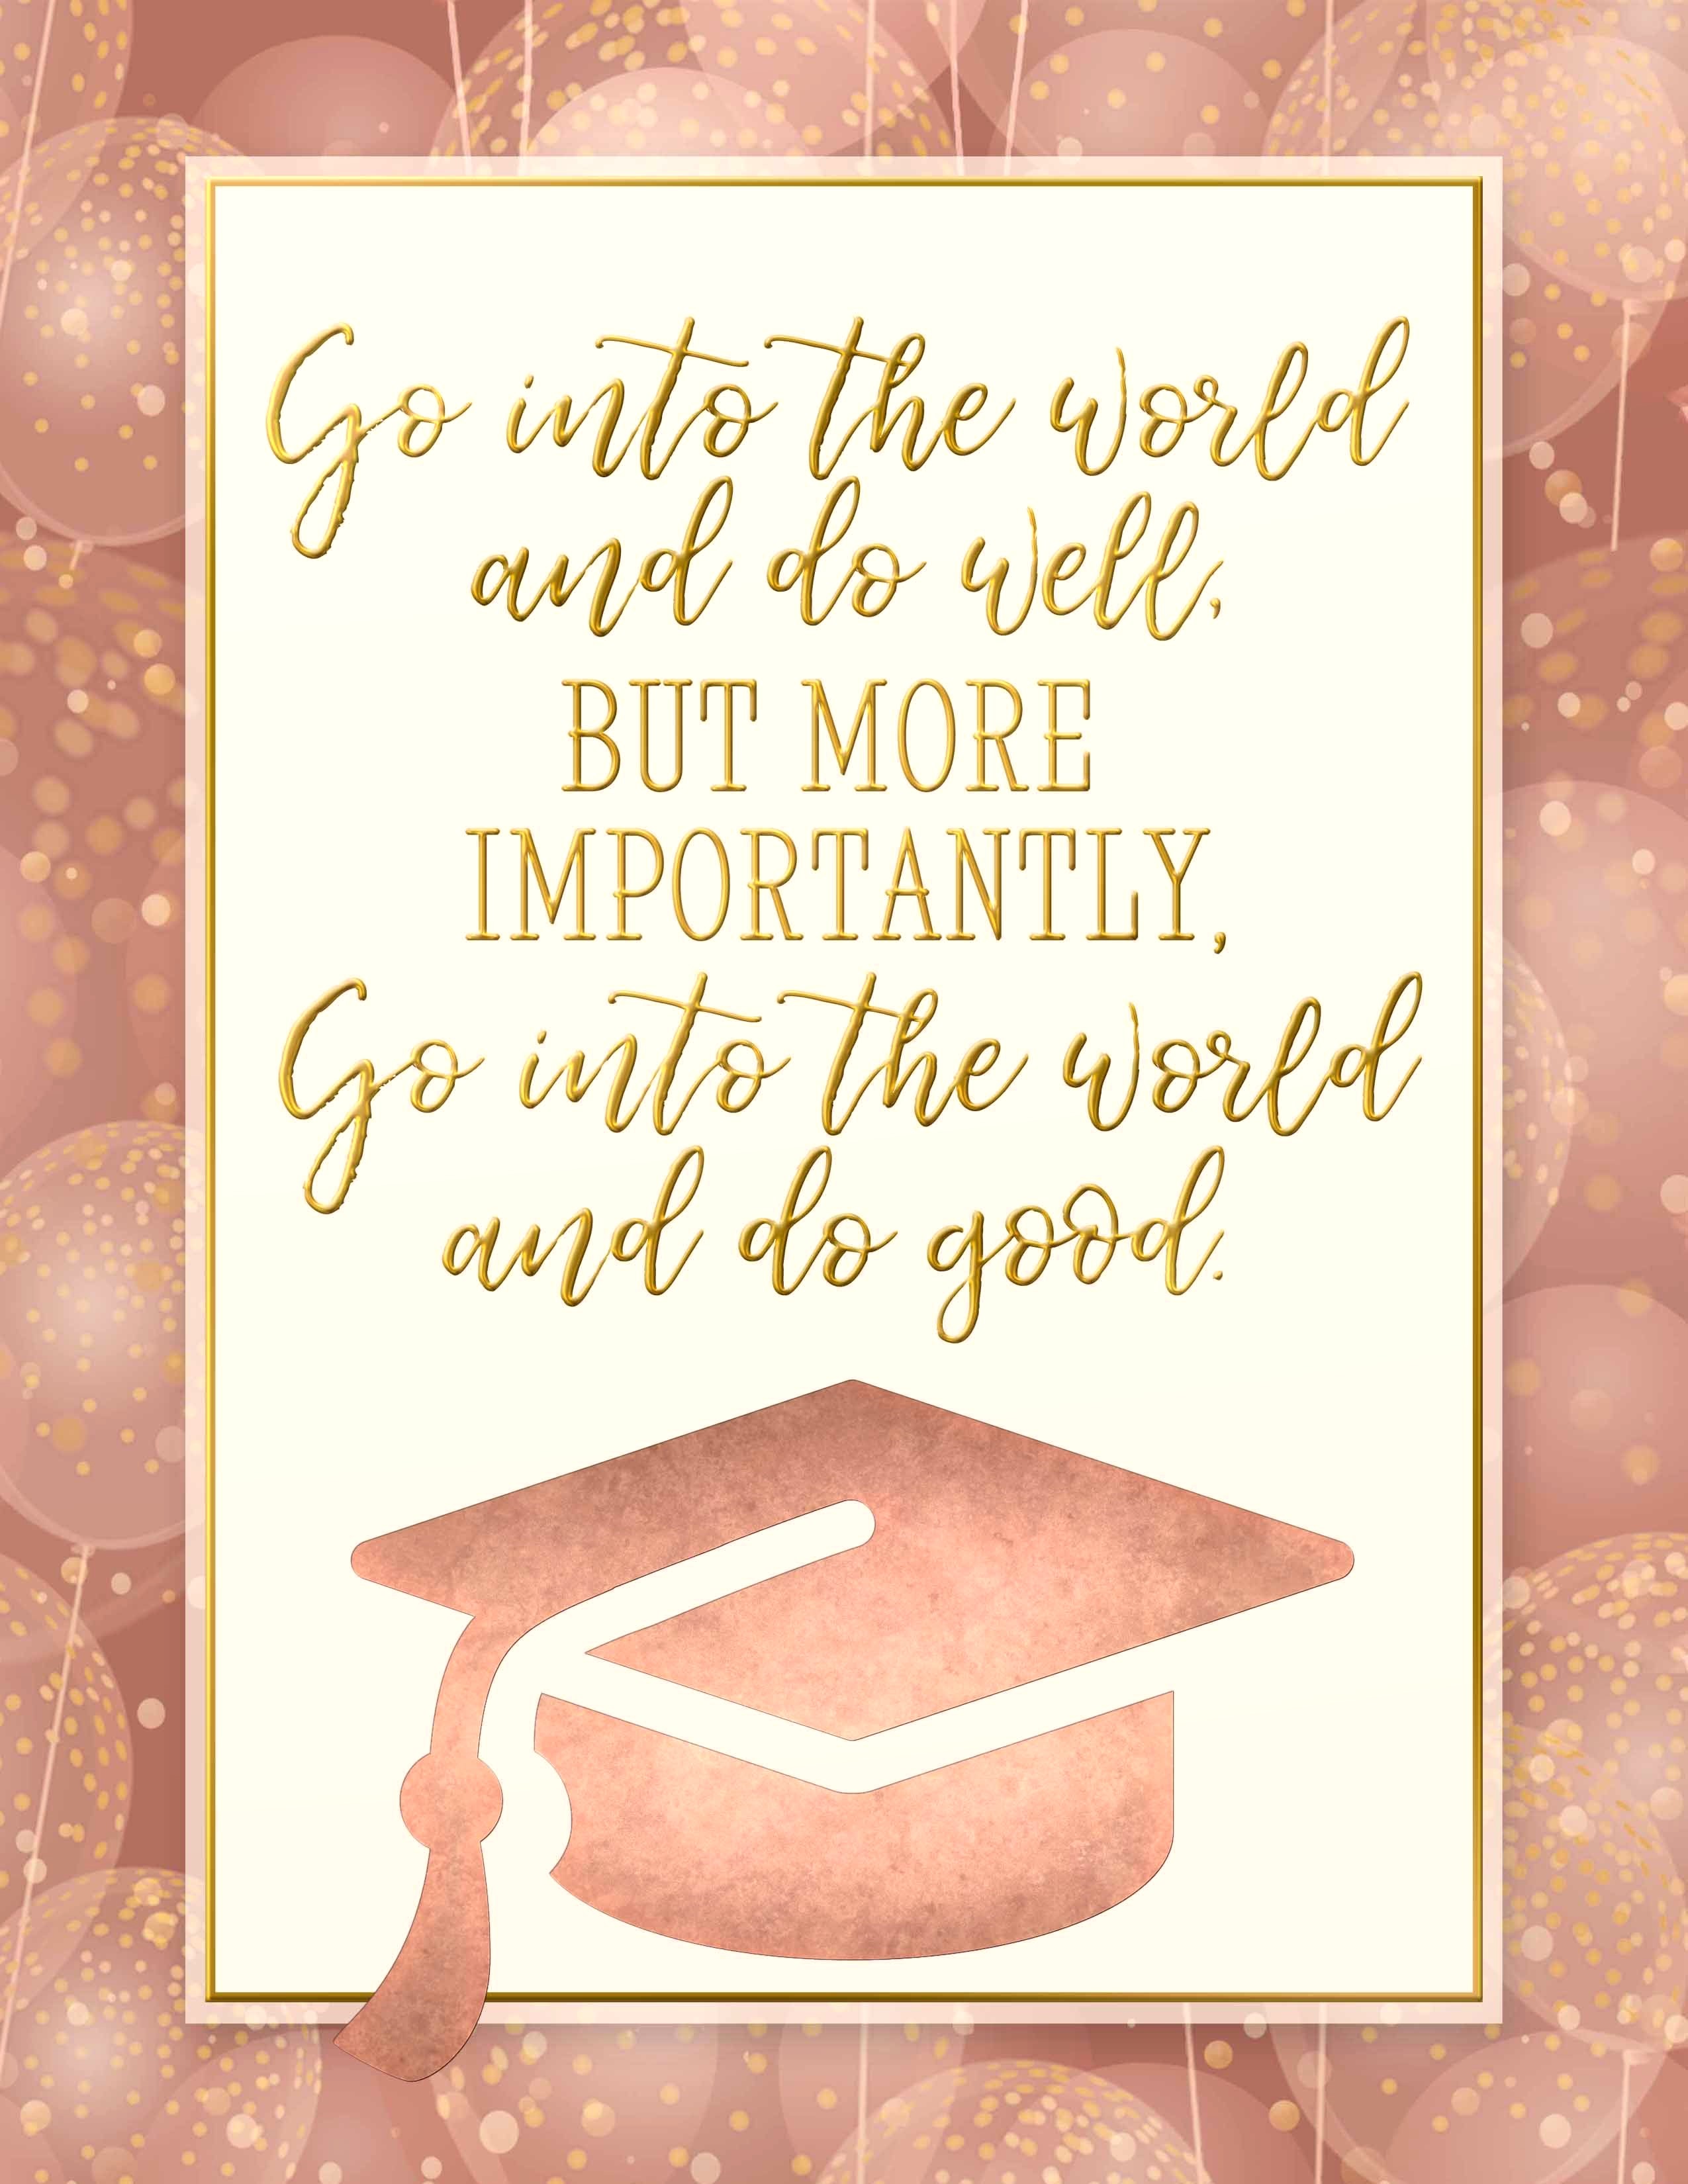 Go into the world
and do well,
BUT MORE
IMPORTANTLY,
Go into the world
and do good.